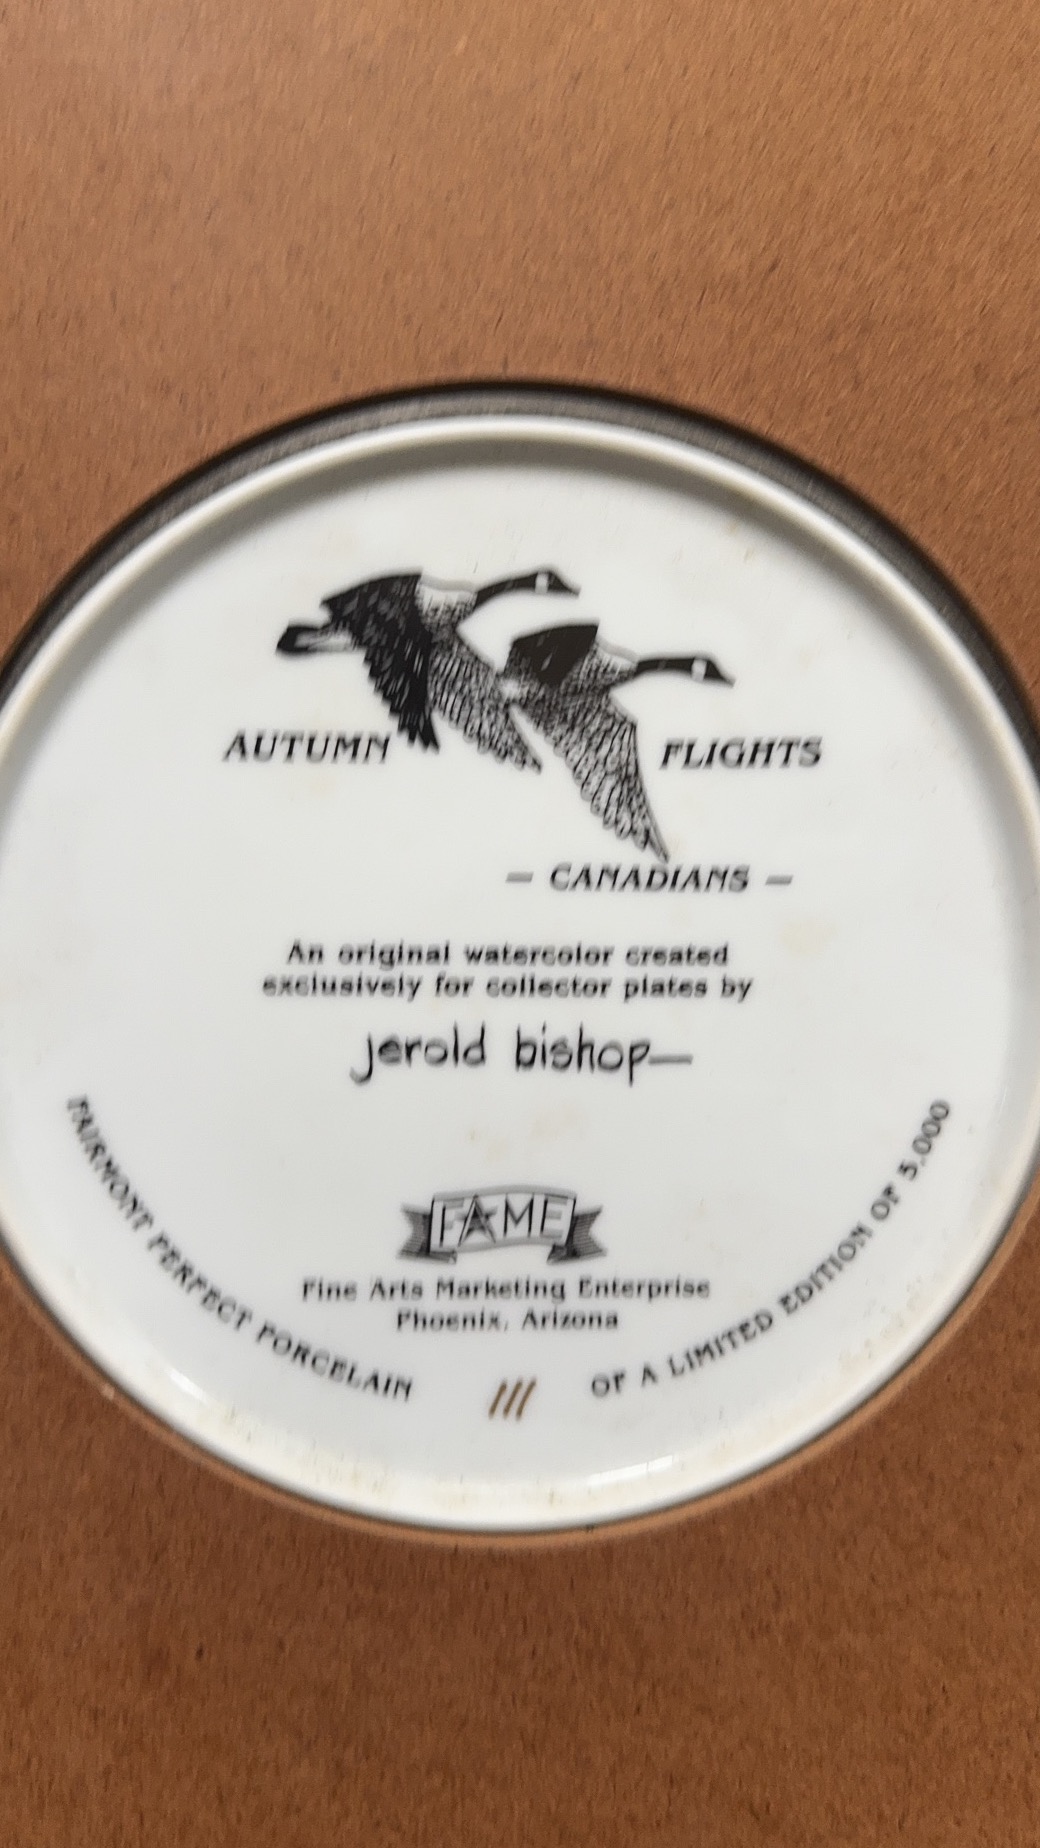 AUTUMN FLIGHTS
— CANADIANS —
An original watercolor created
exclusively for collector plates by
jerold bishop—
FAME
Fine Arts Marketing Enterprise
Phoenix, Arizona
FAIRMONT PERFECT PORCELAIN
111
OF A LIMITED EDITION OF 5,000